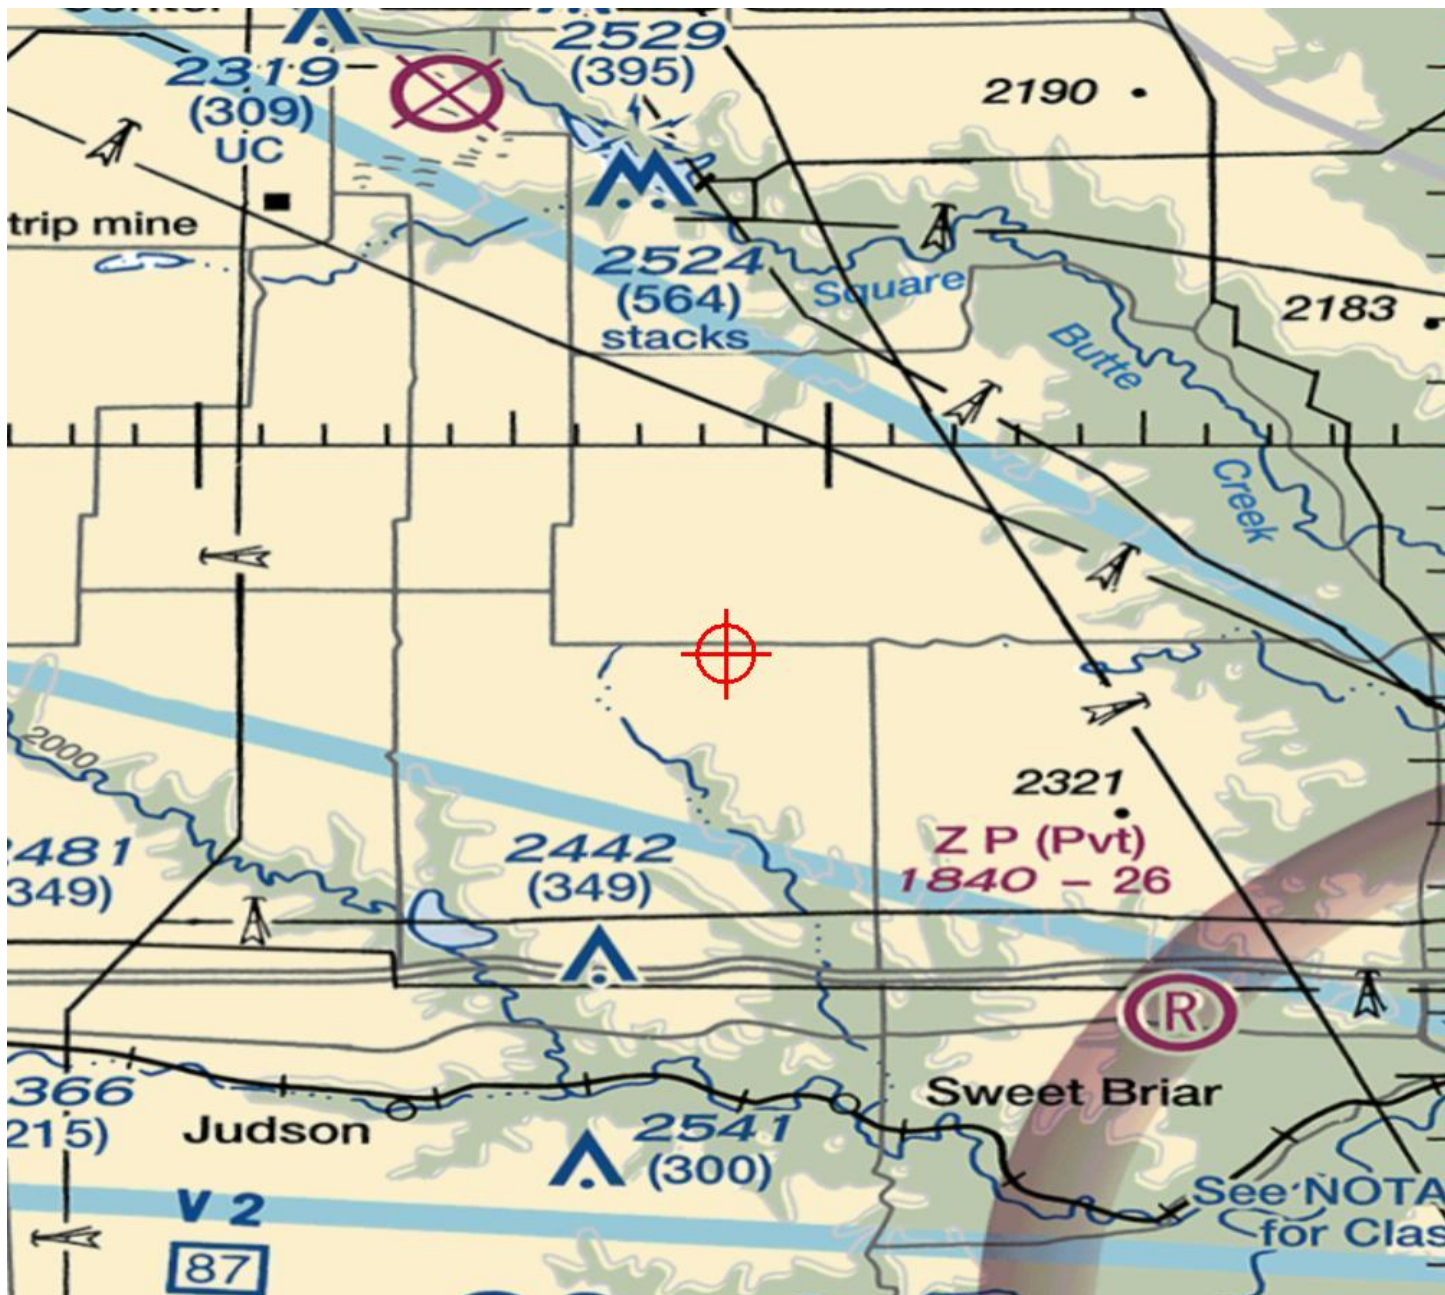 2529
(395)
2319
(309)
UC
2190
trip mine
2524
(564)
stacks
Square
2183
Butte
Creek
2000
2321
Z P (Pvt)
1840 – 26
481
349)
2442
(349)
R
366
215)
Judson
Sweet Briar
2541
(300)
V 2
87
See NOTA
for Clas